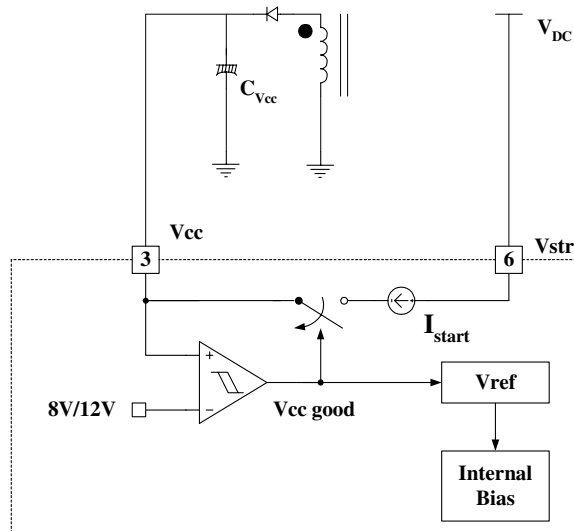 V_DC
C_Vcc
Vcc
Vstr
3
6
I_start
8V/12V
+
−
Vcc good
Vref
Internal
Bias